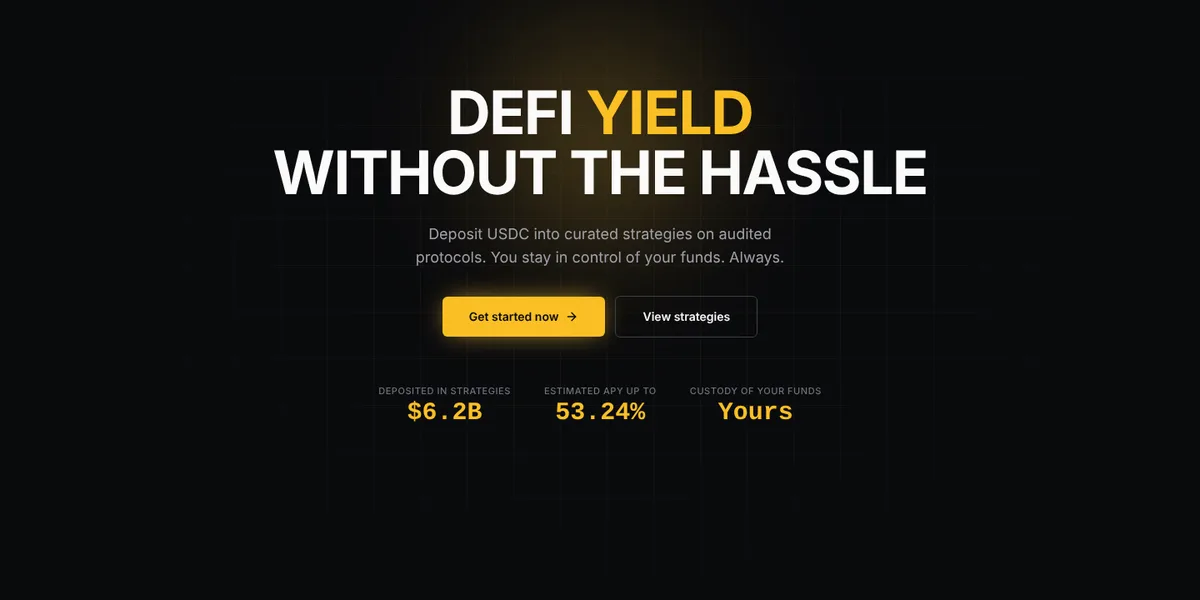 DEFI YIELD
WITHOUT THE HASSLE
Deposit USDC into curated strategies on audited
protocols. You stay in control of your funds. Always.
Get started now →
View strategies
DEPOSITED IN STRATEGIES
$6.2B
ESTIMATED APY UP TO
53.24%
CUSTODY OF YOUR FUNDS
Yours